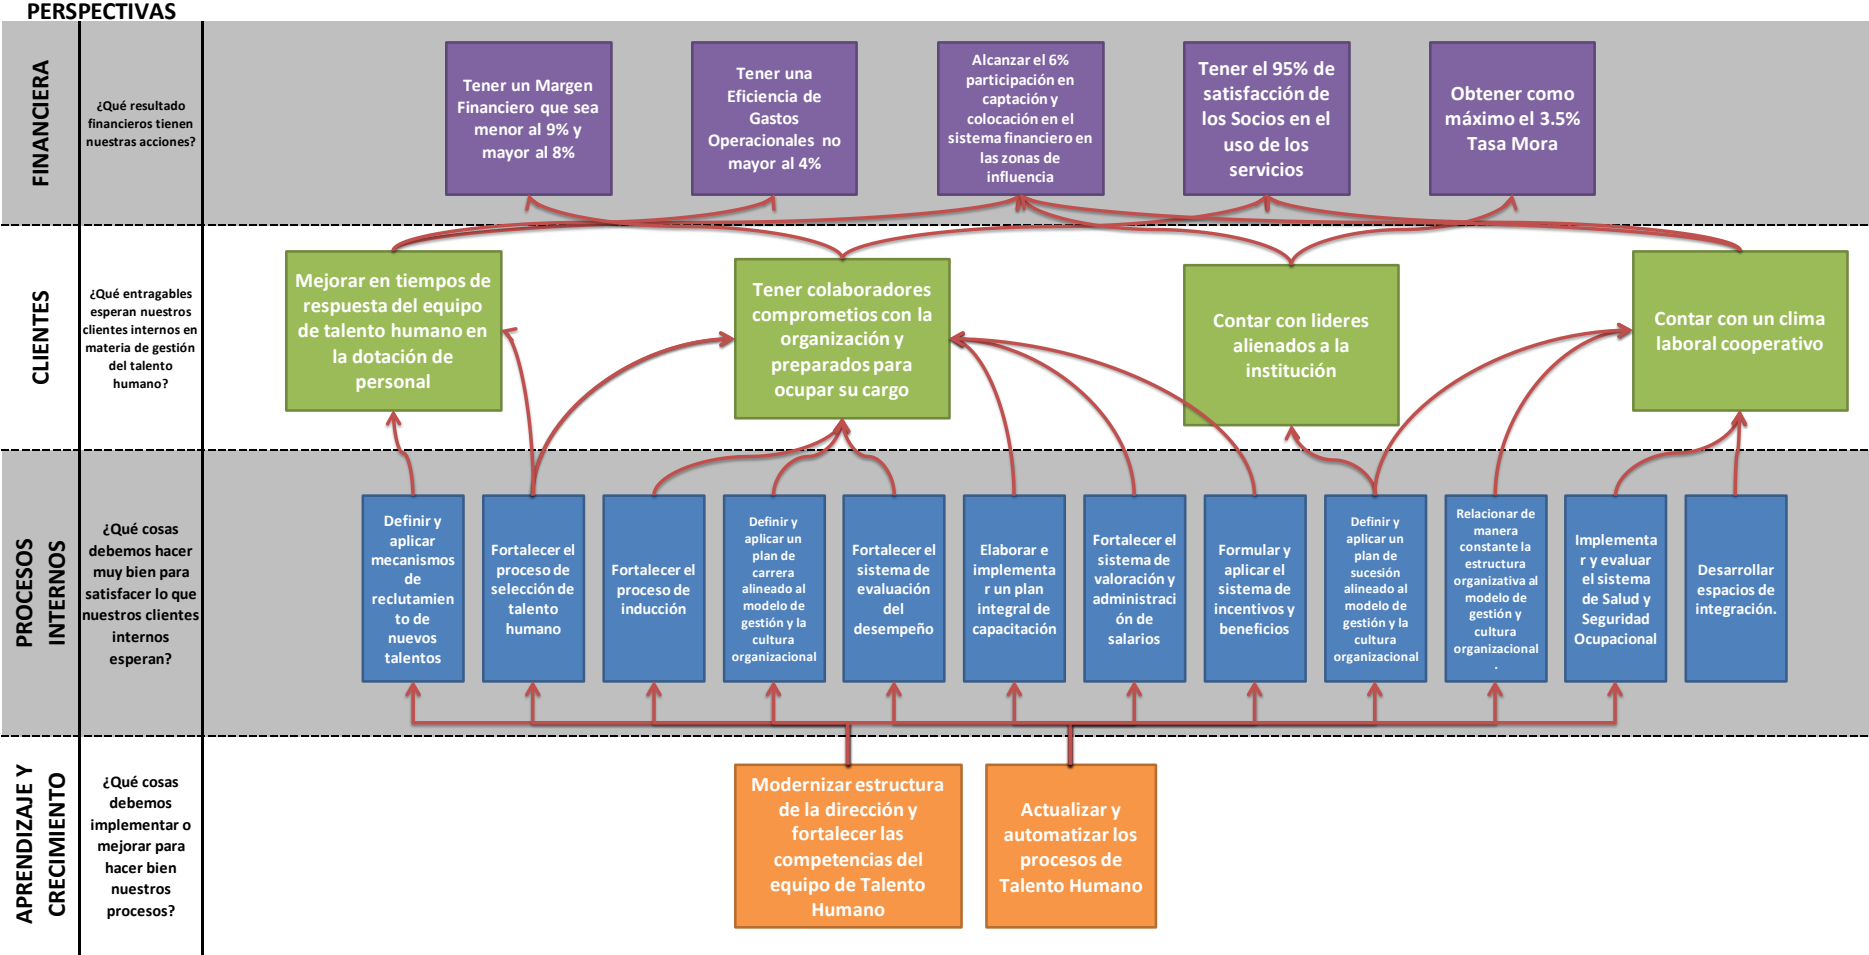 PERSPECTIVAS
FINANCIERA
¿Qué resultado
financieros tienen
nuestras acciones?
Tener un Margen
Financiero que sea
menor al 9% y
mayor al 8%
Tener una
Eficiencia de
Gastos
Operacionales no
mayor al 4%
Alcanzar el 6%
participación en
captación y
colocación en el
sistema financiero en
las zonas de
influencia
Tener el 95% de
satisfacción de
los Socios en el
uso de los
servicios
Obtener como
máximo el 3.5%
Tasa Mora
CLIENTES
¿Qué entragables
esperan nuestros
clientes internos en
materia de gestión
del talento
humano?
Mejorar en tiempos de
respuesta del equipo
de talento humano en
la dotación de
personal
Tener colaboradores
comprometios con la
organización y
preparados para
ocupar su cargo
Contar con lideres
alienados a la
institución
Contar con un clima
laboral cooperativo
PROCESOS
INTERNOS
¿Qué cosas
debemos hacer
muy bien para
satisfacer lo que
nuestros clientes
internos
esperan?
Definir y
aplicar
mecanismos
de
reclutamien
to de
nuevos
talentos
Fortalecer el
proceso de
selección de
talento
humano
Fortalecer el
proceso de
inducción
Definir y
aplicar un
plan de
carrera
alineado al
modelo de
gestión y la
cultura
organizacional
Fortalecer el
sistema de
evaluación
del
desempeño
Elaborar e
implementa
r un plan
integral de
capacitación
Fortalecer el
sistema de
valoración y
administraci
ón de
salarios
Formular y
aplicar el
sistema de
incentivos y
beneficios
Definir y
aplicar un
plan de
sucesión
alineado al
modelo de
gestión y la
cultura
organizacional
Relacionar de
manera
constante la
estructura
organizativa al
modelo de
gestión y
cultura
organizacional
.
Implementa
r y evaluar
el sistema
de Salud y
Seguridad
Ocupacional
Desarrollar
espacios de
integración.
APRENDIZAJE Y
CRECIMIENTO
¿Qué cosas
debemos
implementar o
mejorar para
hacer bien
nuestros
procesos?
Modernizar estructura
de la dirección y
fortalecer las
competencias del
equipo de Talento
Humano
Actualizar y
automatizar los
procesos de
Talento Humano